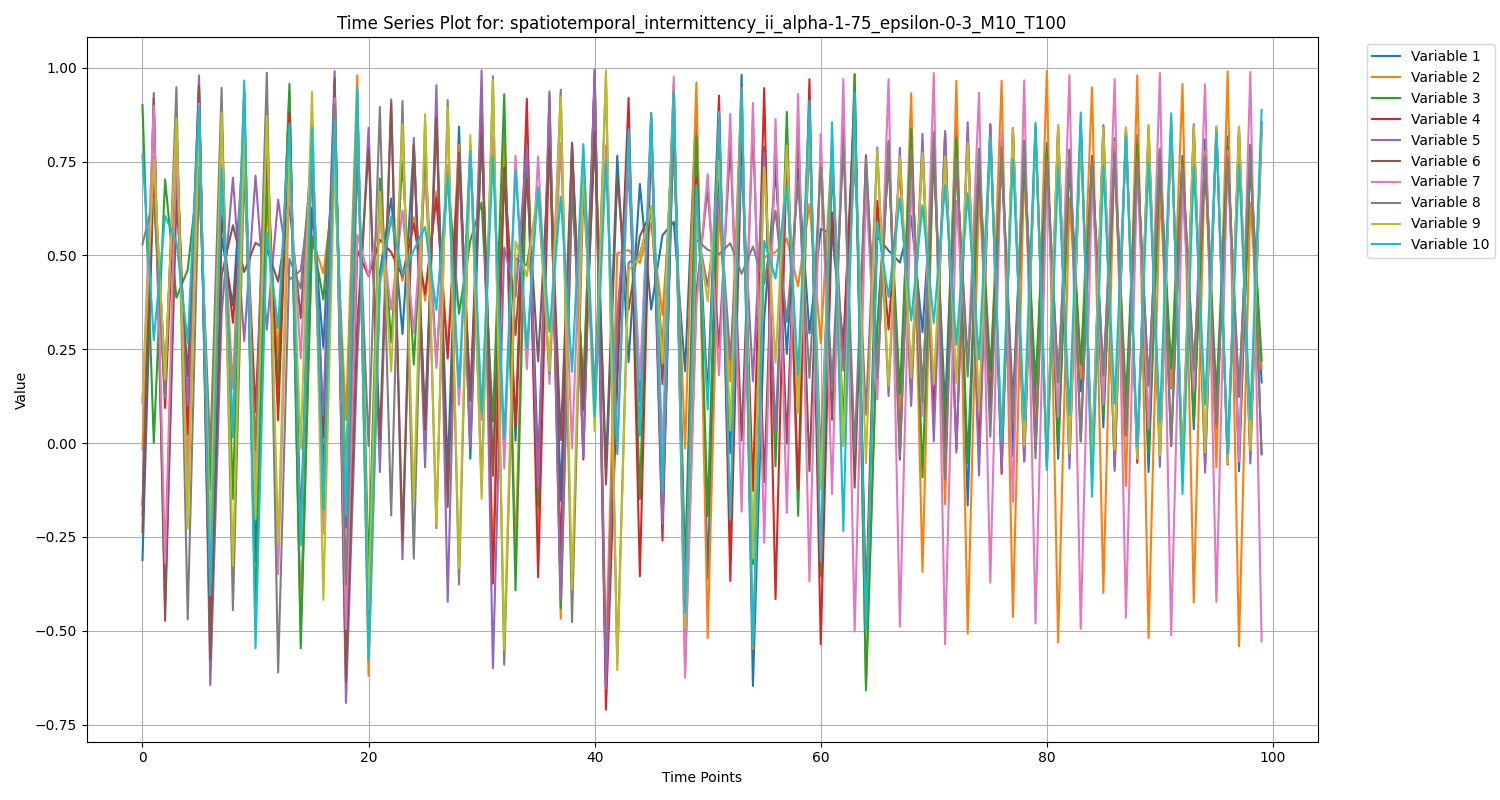 Time Series Plot for: spatiotemporal_intermittency_ii_alpha-1-75_epsilon-0-3_M10_T100
1.00
0.75
0.50
0.25
0.00
−0.25
−0.50
−0.75
Value
0 20 40 60 80 100
Time Points
Variable 1
Variable 2
Variable 3
Variable 4
Variable 5
Variable 6
Variable 7
Variable 8
Variable 9
Variable 10